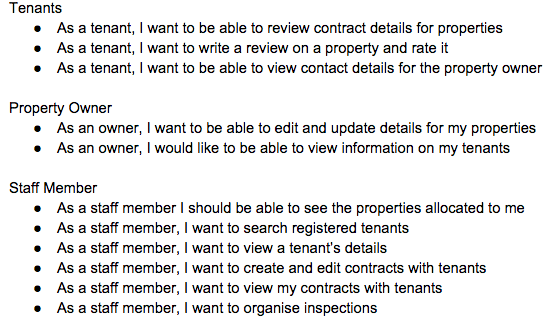 Tenants
● As a tenant, I want to be able to review contract details for properties
● As a tenant, I want to write a review on a property and rate it
● As a tenant, I want to be able to view contact details for the property owner
Property Owner
● As an owner, I want to be able to edit and update details for my properties
● As an owner, I would like to be able to view information on my tenants
Staff Member
● As a staff member I should be able to see the properties allocated to me
● As a staff member, I want to search registered tenants
● As a staff member, I want to view a tenant's details
● As a staff member, I want to create and edit contracts with tenants
● As a staff member, I want to view my contracts with tenants
● As a staff member, I want to organise inspections